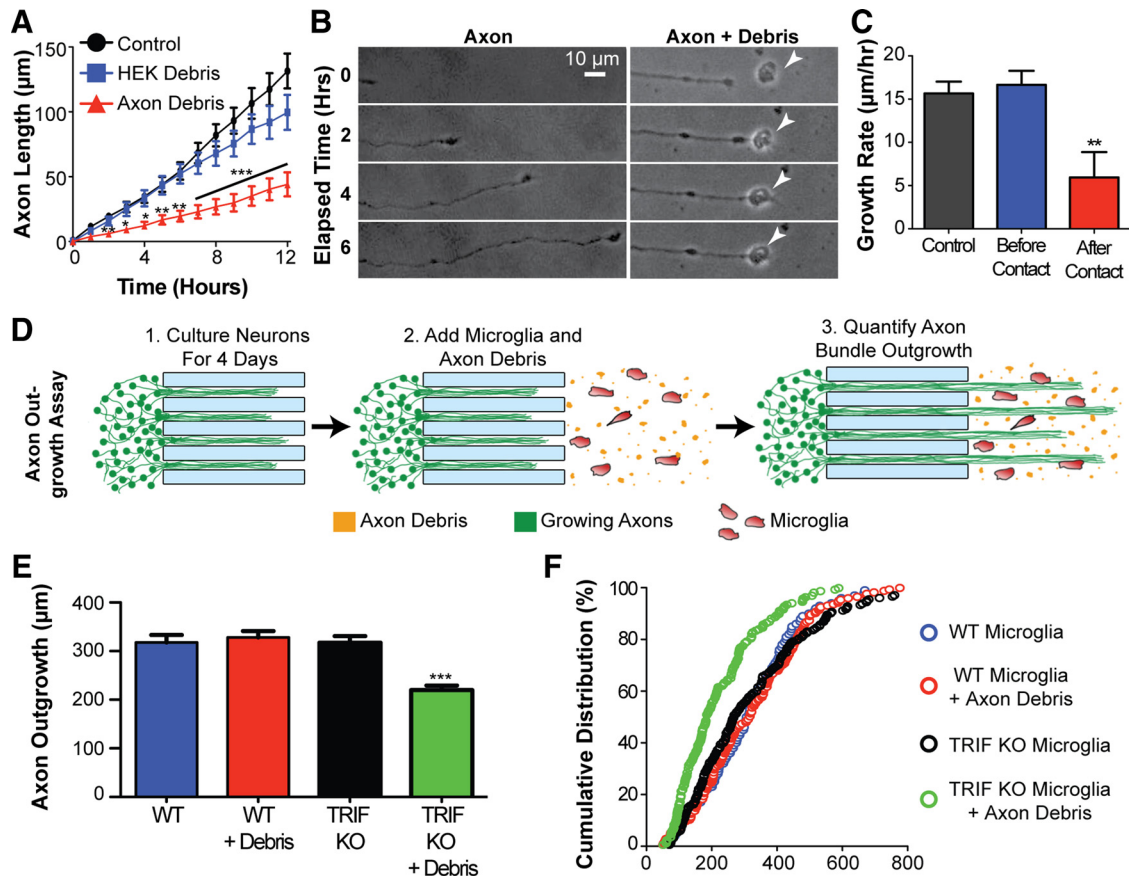 A
Axon Length (µm)
150
100
50
0
Control
HEK Debris
Axon Debris
** * * ** ** ***
0 4 8 12
Time (Hours)
B
Axon
Axon + Debris
10 µm
Elapsed Time (Hrs)
0
2
4
6
C
Growth Rate (µm/hr)
20
15
10
5
0
**
Control
Before
Contact
After
Contact
D
Axon Out-
growth Assay
1. Culture Neurons
For 4 Days
2. Add Microglia and
Axon Debris
3. Quantify Axon
Bundle Outgrowth
Axon Debris
Growing Axons
Microglia
E
Axon Outgrowth (µm)
400
300
200
300
0
***
WT
WT
+ Debris
TRIF
KO
TRIF
KO
+ Debris
F
Cumulative Distribution (%)
100
80
60
40
20
0
0 200 400 600 800
WT Microglia
WT Microglia
+ Axon Debris
TRIF KO Microglia
TRIF KO Microglia
+ Axon Debris